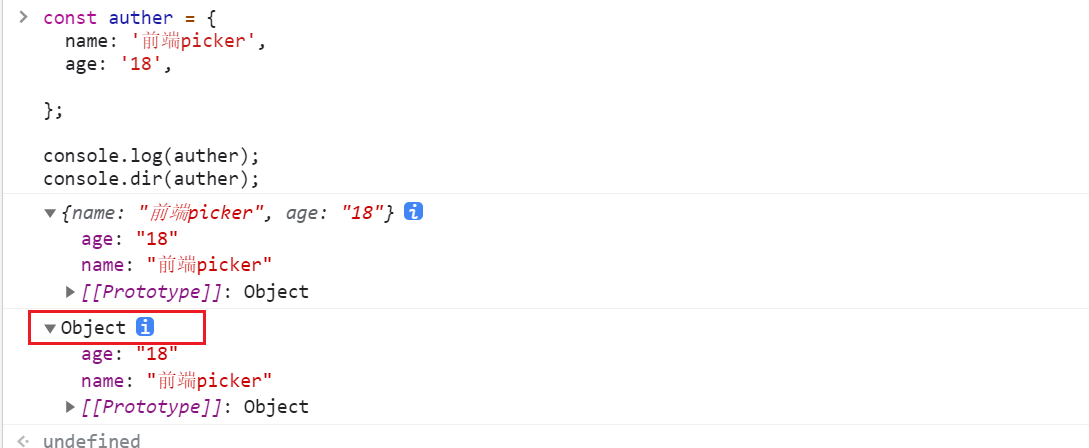 const auther = {
name: '前端picker',
age: '18',
};
console.log(auther);
console.dir(auther);
{name: "前端picker", age: "18"} i
age: "18"
name: "前端picker"
[[Prototype]]: Object
Object i
age: "18"
name: "前端picker"
[[Prototype]]: Object
undefined